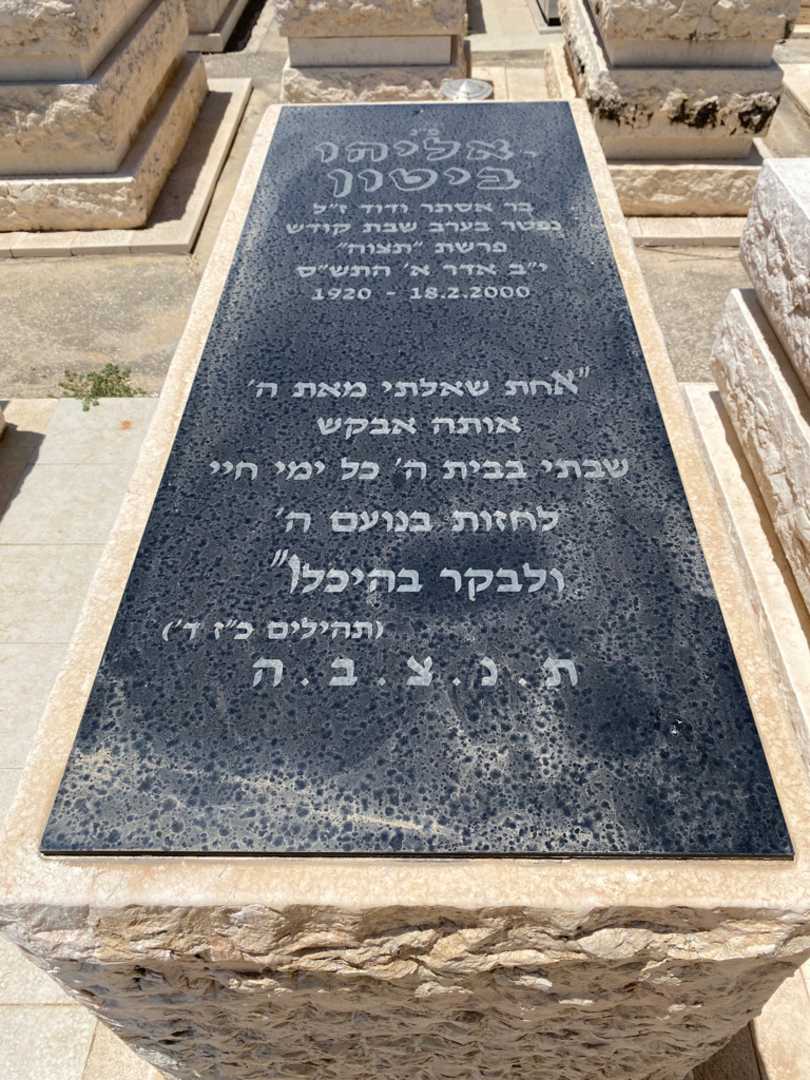 פ״נ
אליהו
ביטון
בר אסתר ודוד ז״ל
נפטר בערב שבת קודש
פרשת ״תצוה״
י״ב אדר א׳ התש״ס
1920 - 18.2.2000
"אחת שאלתי מאת ה׳
אותה אבקש
שבתי בבית ה׳ כל ימי חיי
לחזות בנועם ה׳
ולבקר בהיכלו"
(תהילים כ״ז ד׳)
ת.נ.צ.ב.ה